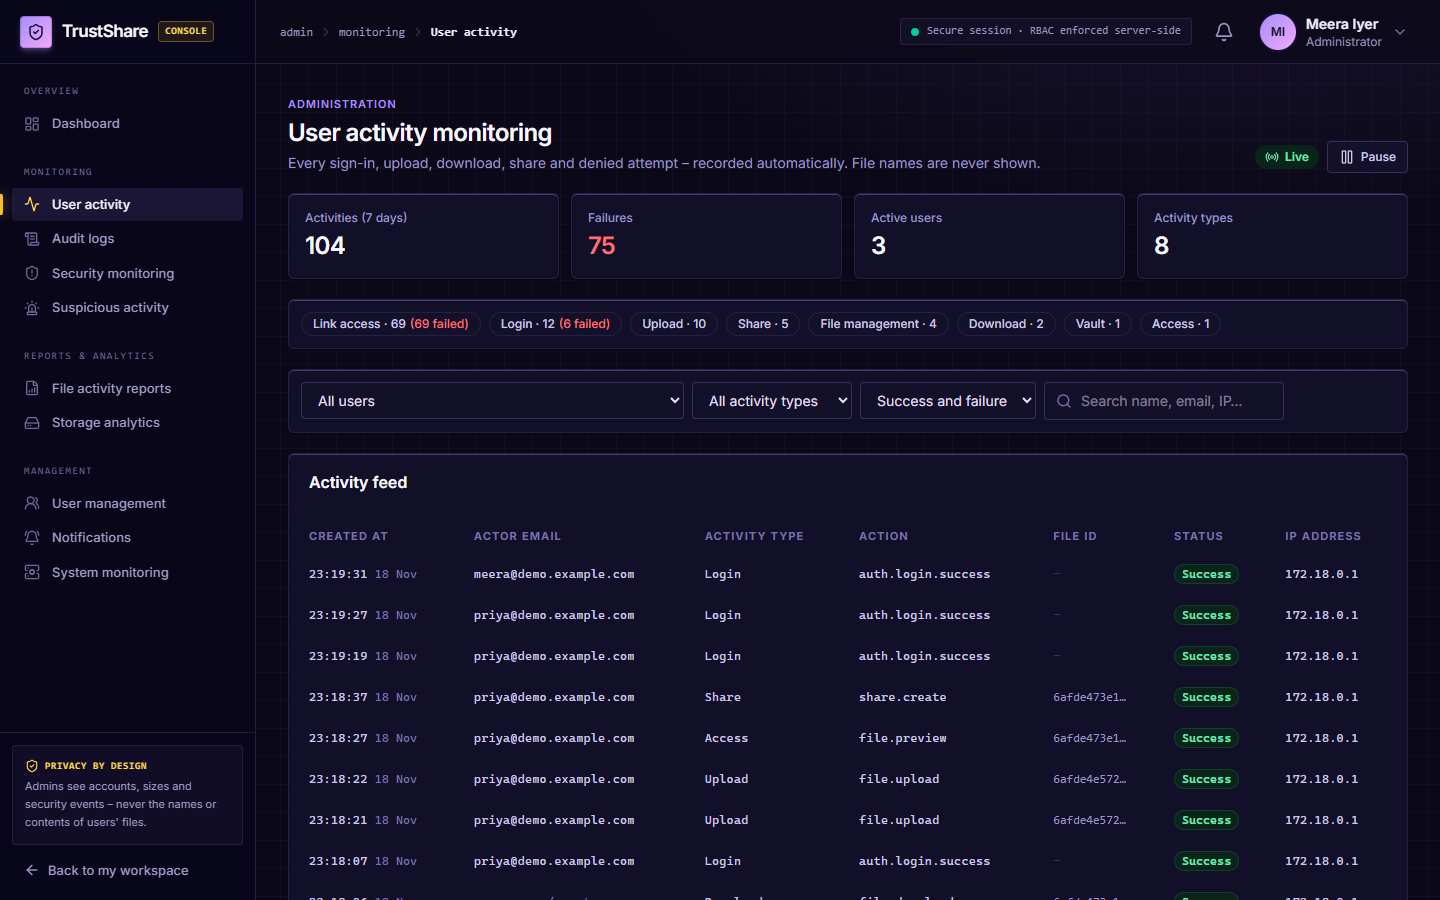 TrustShare CONSOLE
admin > monitoring > User activity
Secure session · RBAC enforced server-side
MI
Meera Iyer
Administrator
OVERVIEW
Dashboard
MONITORING
User activity
Audit logs
Security monitoring
Suspicious activity
REPORTS & ANALYTICS
File activity reports
Storage analytics
MANAGEMENT
User management
Notifications
System monitoring
PRIVACY BY DESIGN
Admins see accounts, sizes and
security events – never the names or
contents of users' files.
Back to my workspace
ADMINISTRATION
User activity monitoring
Every sign-in, upload, download, share and denied attempt – recorded automatically. File names are never shown.
Live
Pause
Activities (7 days)
104
Failures
75
Active users
3
Activity types
8
Link access · 69 (69 failed)
Login · 12 (6 failed)
Upload · 10
Share · 5
File management · 4
Download · 2
Vault · 1
Access · 1
All users
All activity types
Success and failure
Search name, email, IP...
Activity feed
CREATED AT ACTOR EMAIL ACTIVITY TYPE ACTION FILE ID STATUS IP ADDRESS
23:19:31 18 Nov meera@demo.example.com Login auth.login.success – Success 172.18.0.1
23:19:27 18 Nov priya@demo.example.com Login auth.login.success – Success 172.18.0.1
23:19:19 18 Nov priya@demo.example.com Login auth.login.success – Success 172.18.0.1
23:18:37 18 Nov priya@demo.example.com Share share.create 6afde473e1… Success 172.18.0.1
23:18:27 18 Nov priya@demo.example.com Access file.preview 6afde473e1… Success 172.18.0.1
23:18:22 18 Nov priya@demo.example.com Upload file.upload 6afde4e572… Success 172.18.0.1
23:18:21 18 Nov priya@demo.example.com Upload file.upload 6afde4e572… Success 172.18.0.1
23:18:07 18 Nov priya@demo.example.com Login auth.login.success – Success 172.18.0.1